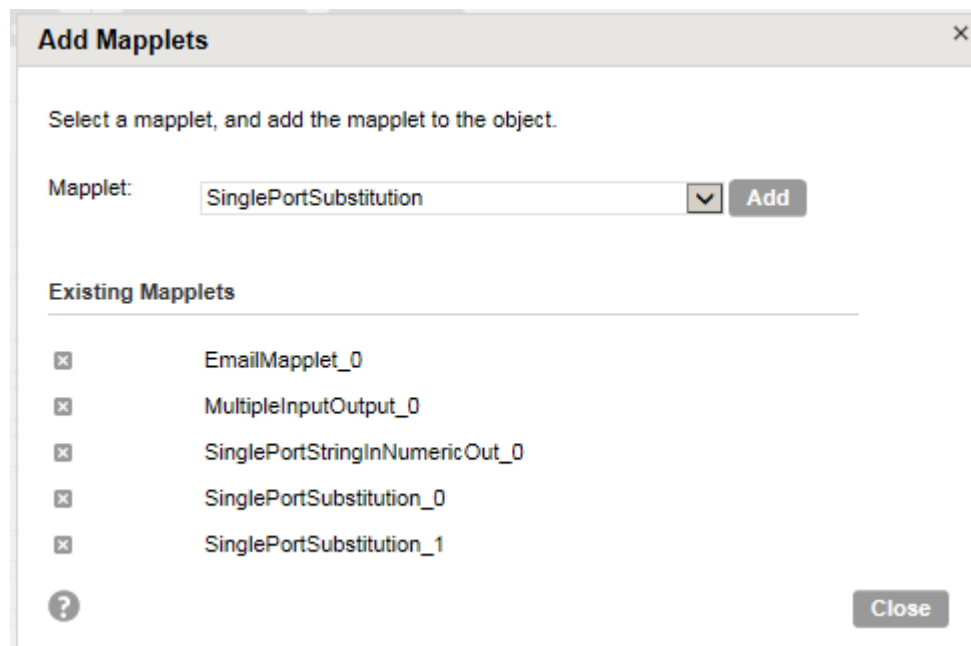 Add Mapplets
Select a mapplet, and add the mapplet to the object.
Mapplet: SinglePortSubstitution Add
Existing Mapplets
EmailMapplet_0
MultipleInputOutput_0
SinglePortStringInNumericOut_0
SinglePortSubstitution_0
SinglePortSubstitution_1
? Close